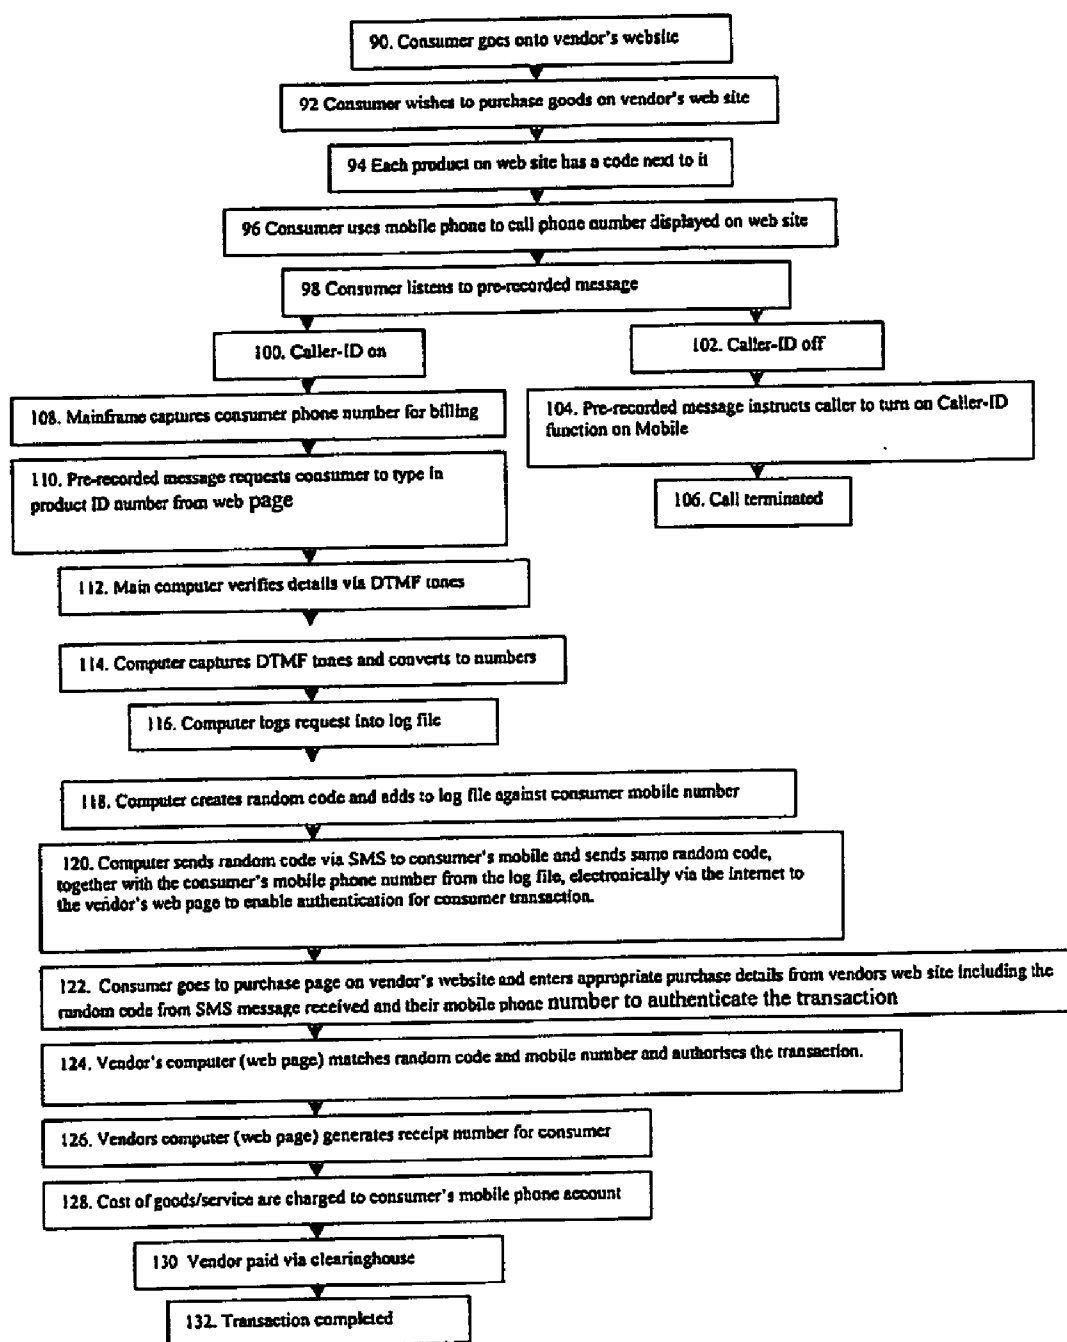 90. Consumer goes onto vendor's website
92 Consumer wishes to purchase goods on vendor's web site
94 Each product on web site has a code next to it
96 Consumer uses mobile phone to call phone number displayed on web site
98 Consumer listens to pre-recorded message
100. Caller-ID on
102. Caller-ID off
108. Mainframe captures consumer phone number for billing
104. Pre-recorded message instructs caller to turn on Caller-ID
function on Mobile
110. Pre-recorded message requests consumer to type in
product ID number from web page
106. Call terminated
112. Main computer verifies details via DTMF tones
114. Computer captures DTMF tones and converts to numbers
116. Computer logs request into log file
118. Computer creates random code and adds to log file against consumer mobile number
120. Computer sends random code via SMS to consumer's mobile and sends same random code,
together with the consumer's mobile phone number from the log file, electronically via the Internet to
the vendor's web page to enable authentication for consumer transaction.
122. Consumer goes to purchase page on vendor's website and enters appropriate purchase details from vendors web site including the
random code from SMS message received and their mobile phone number to authenticate the transaction
124. Vendor's computer (web page) matches random code and mobile number and authorises the transaction.
126. Vendors computer (web page) generates receipt number for consumer
128. Cost of goods/service are charged to consumer's mobile phone account
130 Vendor paid via clearinghouse
132. Transaction completed